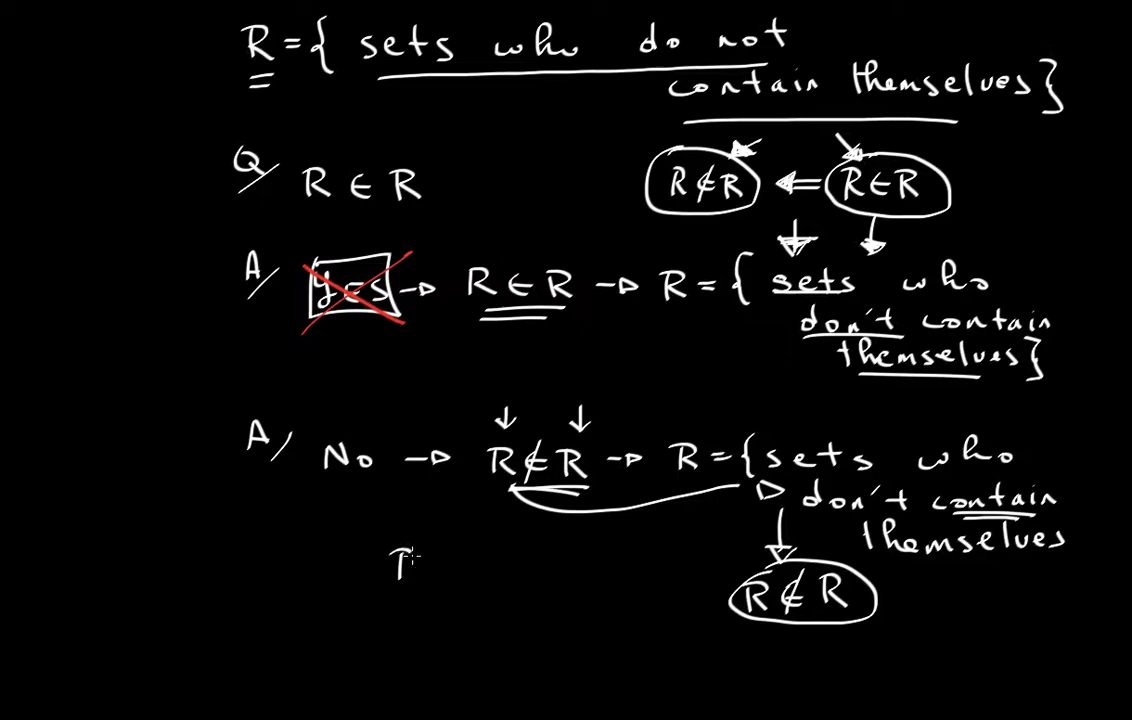 R = { sets who do not
contain themselves}
Q/ R ∈ R
R ∉ R ⇐ R ∈ R
A/ yes → R ∈ R → R = { sets who
don't contain
themselves}
A/ No → R ∉ R → R = { sets who
don't contain
themselves
R ∉ R